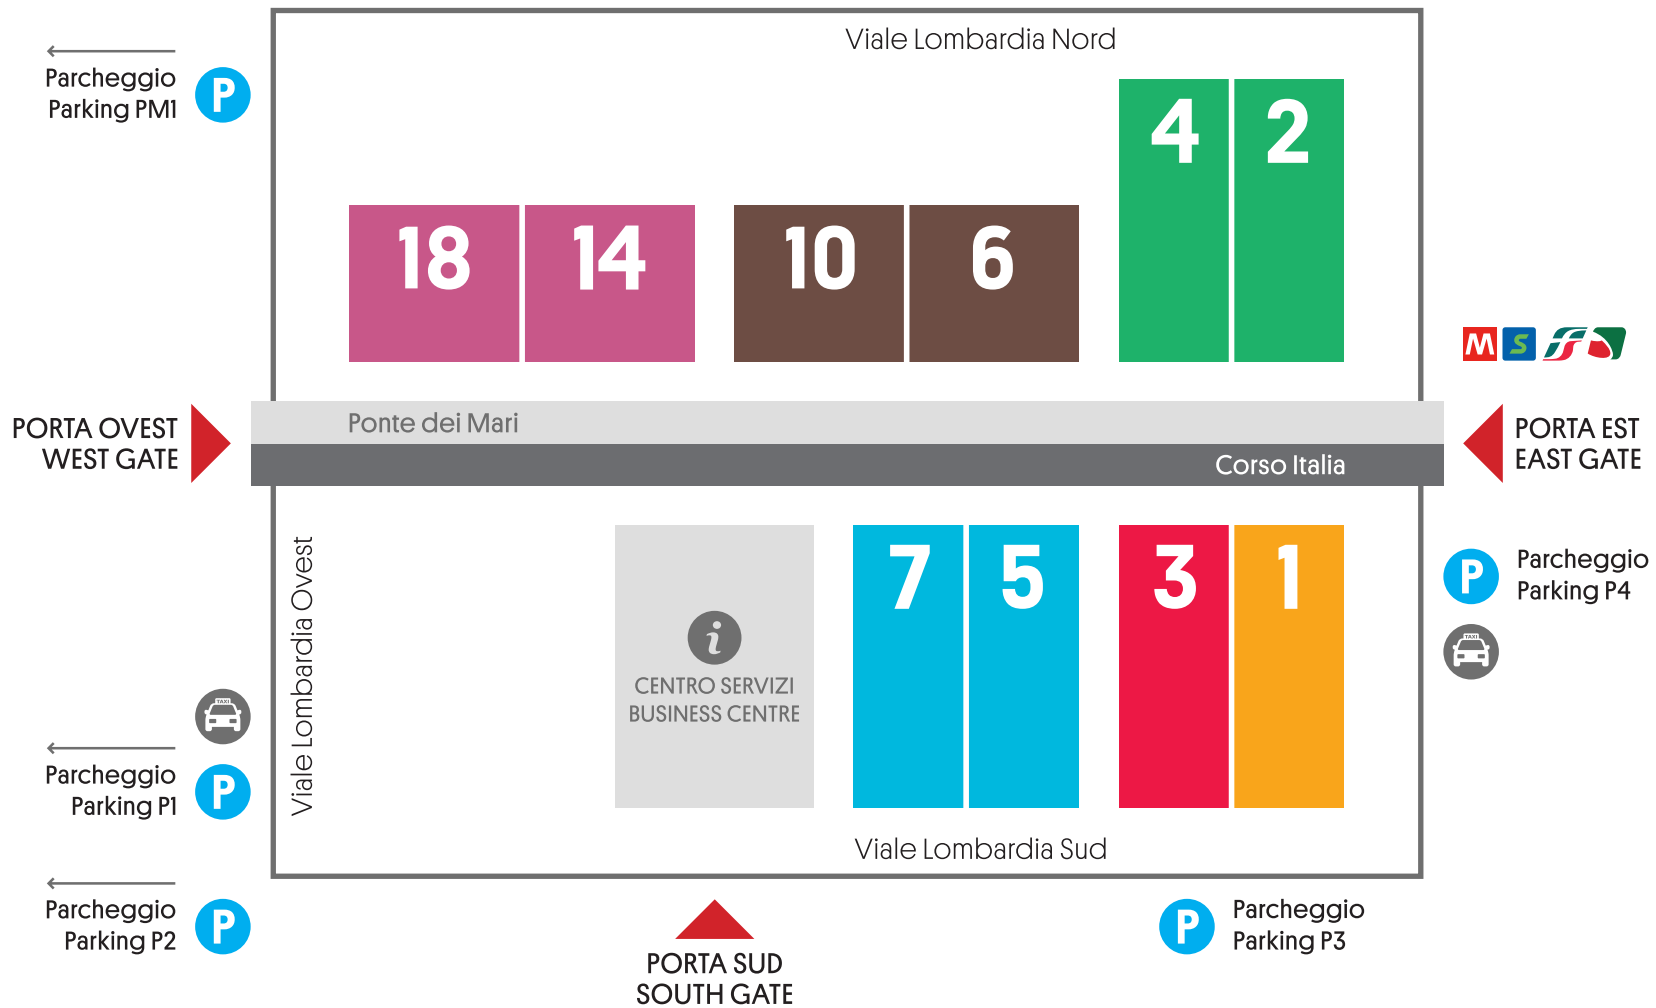 Viale Lombardia Nord
Parcheggio
Parking PM1
P
4
2
18
14
10
6
M
S
Ponte dei Mari
Corso Italia
PORTA OVEST
WEST GATE
PORTA EST
EAST GATE
Viale Lombardia Ovest
i
CENTRO SERVIZI
BUSINESS CENTRE
7
5
3
1
P
Parcheggio
Parking P4
TAXI
TAXI
Parcheggio
Parking P1
P
Viale Lombardia Sud
Parcheggio
Parking P2
P
PORTA SUD
SOUTH GATE
P
Parcheggio
Parking P3